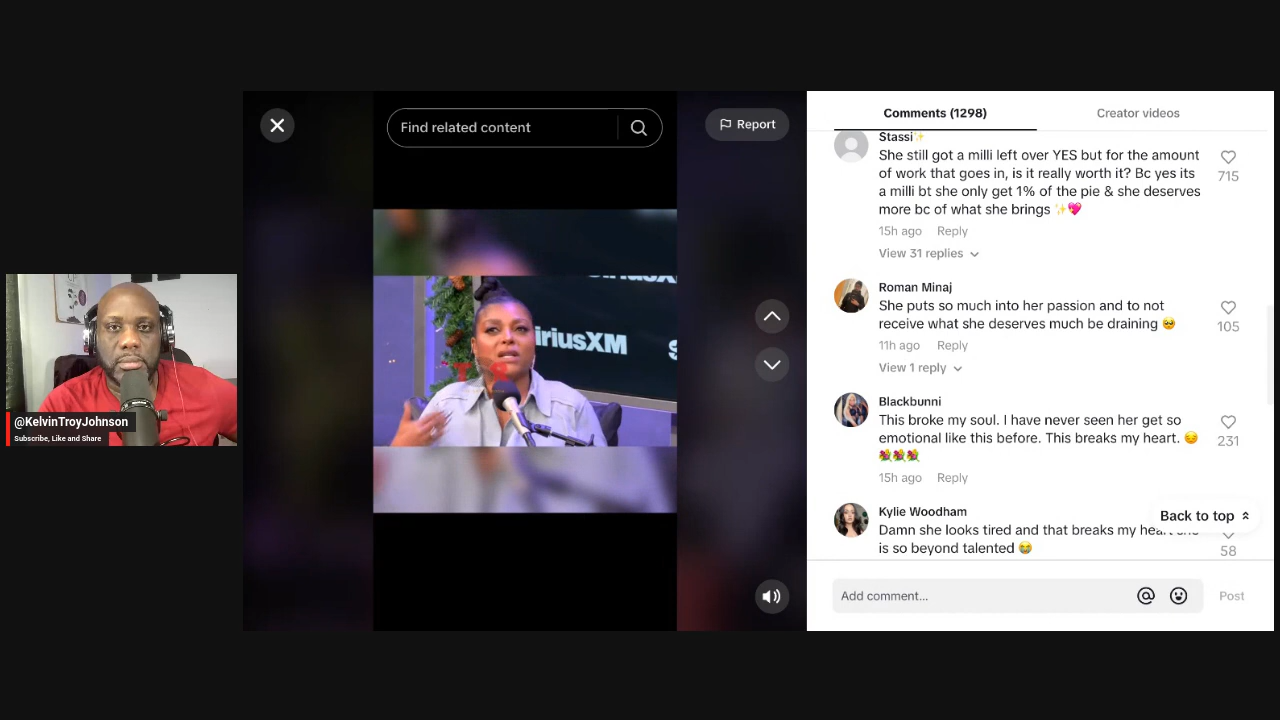 @KelvinTroyJohnson
Subscribe, Like and Share
Find related content
Report
SiriusXM
iriusXM
S
Comments (1298)
Creator videos
Stassi✨
She still got a milli left over YES but for the amount
of work that goes in, is it really worth it? Bc yes its
a milli bt she only get 1% of the pie & she deserves
more bc of what she brings ✨💖
715
15h ago Reply
View 31 replies
Roman Minaj
She puts so much into her passion and to not
receive what she deserves much be draining 🥺
105
11h ago Reply
View 1 reply
Blackbunni
This broke my soul. I have never seen her get so
emotional like this before. This breaks my heart. 😔
💐💐💐
231
15h ago Reply
Kylie Woodham
Damn she looks tired and that breaks my heart she
is so beyond talented 😭
58
Back to top
Add comment...
Post